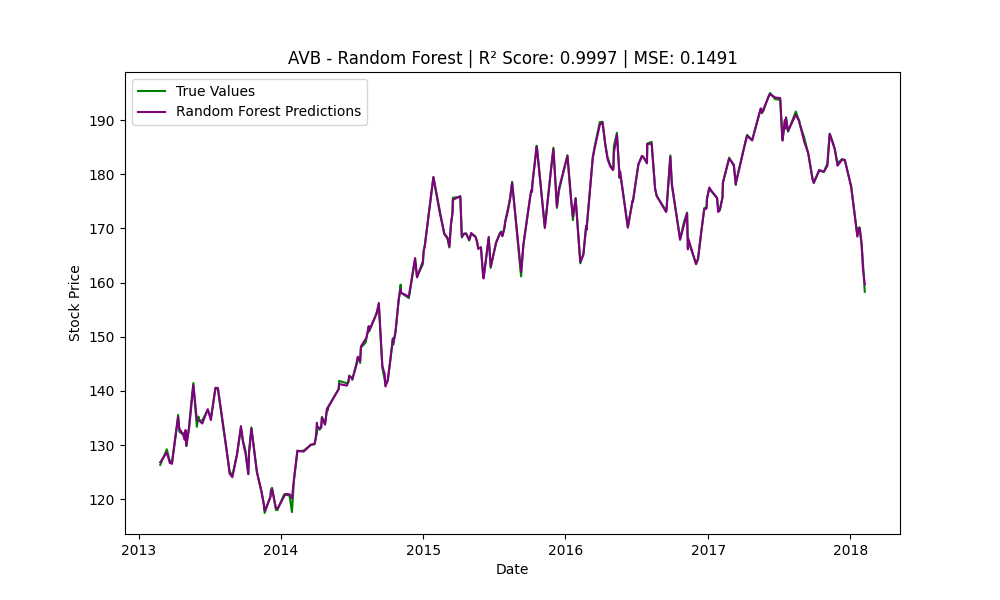 AVB - Random Forest | R² Score: 0.9997 | MSE: 0.1491
True Values
Random Forest Predictions
Stock Price
190
180
170
160
150
140
130
120
2013 2014 2015 2016 2017 2018
Date